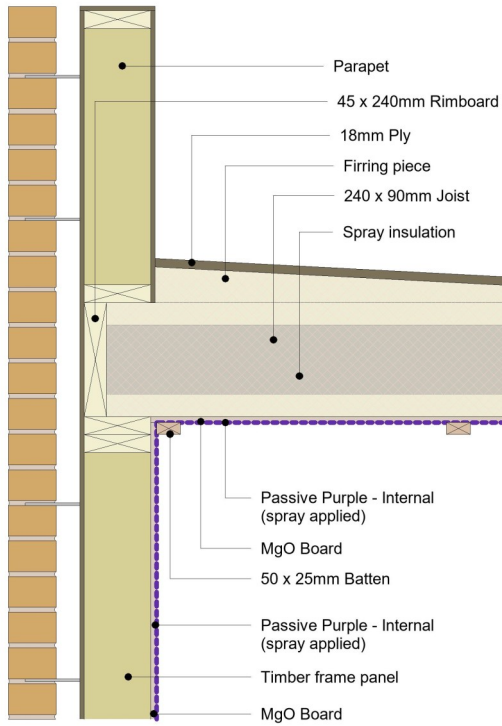 Parapet
45 x 240mm Rimboard
18mm Ply
Firring piece
240 x 90mm Joist
Spray insulation
Passive Purple - Internal
(spray applied)
MgO Board
50 x 25mm Batten
Passive Purple - Internal
(spray applied)
Timber frame panel
MgO Board